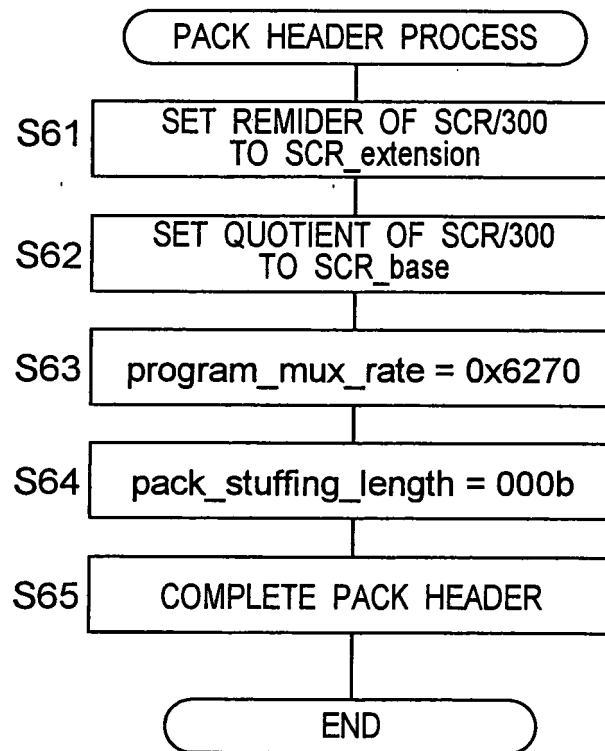 PACK HEADER PROCESS
S61
SET REMIDER OF SCR/300
TO SCR_extension
S62
SET QUOTIENT OF SCR/300
TO SCR_base
S63
program_mux_rate = 0x6270
S64
pack_stuffing_length = 000b
S65
COMPLETE PACK HEADER
END